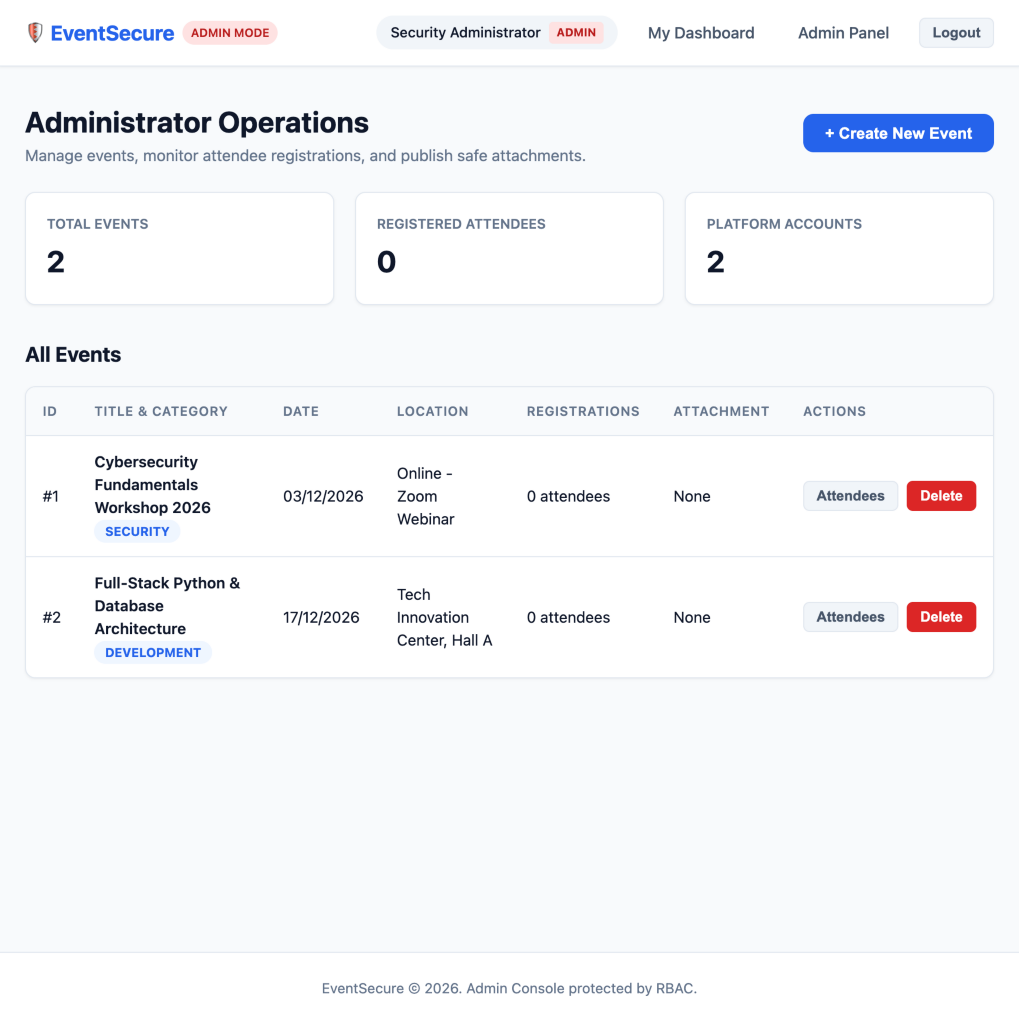 EventSecure ADMIN MODE Security Administrator ADMIN My Dashboard Admin Panel Logout
Administrator Operations
+ Create New Event
Manage events, monitor attendee registrations, and publish safe attachments.
TOTAL EVENTS REGISTERED ATTENDEES PLATFORM ACCOUNTS
2 0 2
All Events
ID TITLE & CATEGORY DATE LOCATION REGISTRATIONS ATTACHMENT ACTIONS
#1
Cybersecurity
Fundamentals
Workshop 2026
SECURITY
03/12/2026
Online -
Zoom
Webinar
0 attendees
None
Attendees Delete
#2
Full-Stack Python &
Database
Architecture
DEVELOPMENT
17/12/2026
Tech
Innovation
Center, Hall A
0 attendees
None
Attendees Delete
EventSecure © 2026. Admin Console protected by RBAC.